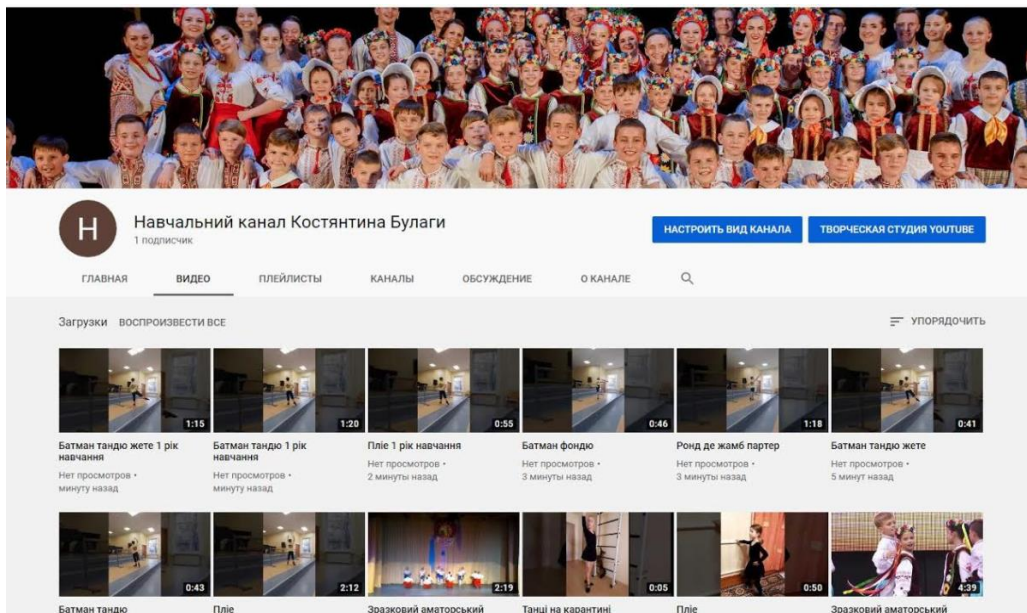 Н
Навчальний канал Костянтина Булаги
1 подписчик
НАСТРОИТЬ ВИД КАНАЛА
ТВОРЧЕСКАЯ СТУДИЯ YOUTUBE
ГЛАВНАЯ ВИДЕО ПЛЕЙЛИСТЫ КАНАЛЫ ОБСУЖДЕНИЕ О КАНАЛЕ
Загрузки ВОСПРОИЗВЕСТИ ВСЕ
УПОРЯДОЧИТЬ
1:15
Батман тандю жете 1 рік
навчання
Нет просмотров •
минуту назад
1:20
Батман тандю 1 рік
навчання
Нет просмотров •
минуту назад
0:55
Пліє 1 рік навчання
Нет просмотров •
2 минуты назад
0:46
Батман фондю
Нет просмотров •
3 минуты назад
1:18
Ронд де жамб партер
Нет просмотров •
3 минуты назад
0:41
Батман тандю жете
Нет просмотров •
5 минут назад
0:43
Батман тандю
2:12
Пліє
2:19
Зразковий аматорський
0:05
Танці на карантині
0:50
Пліє
4:39
Зразковий аматорський